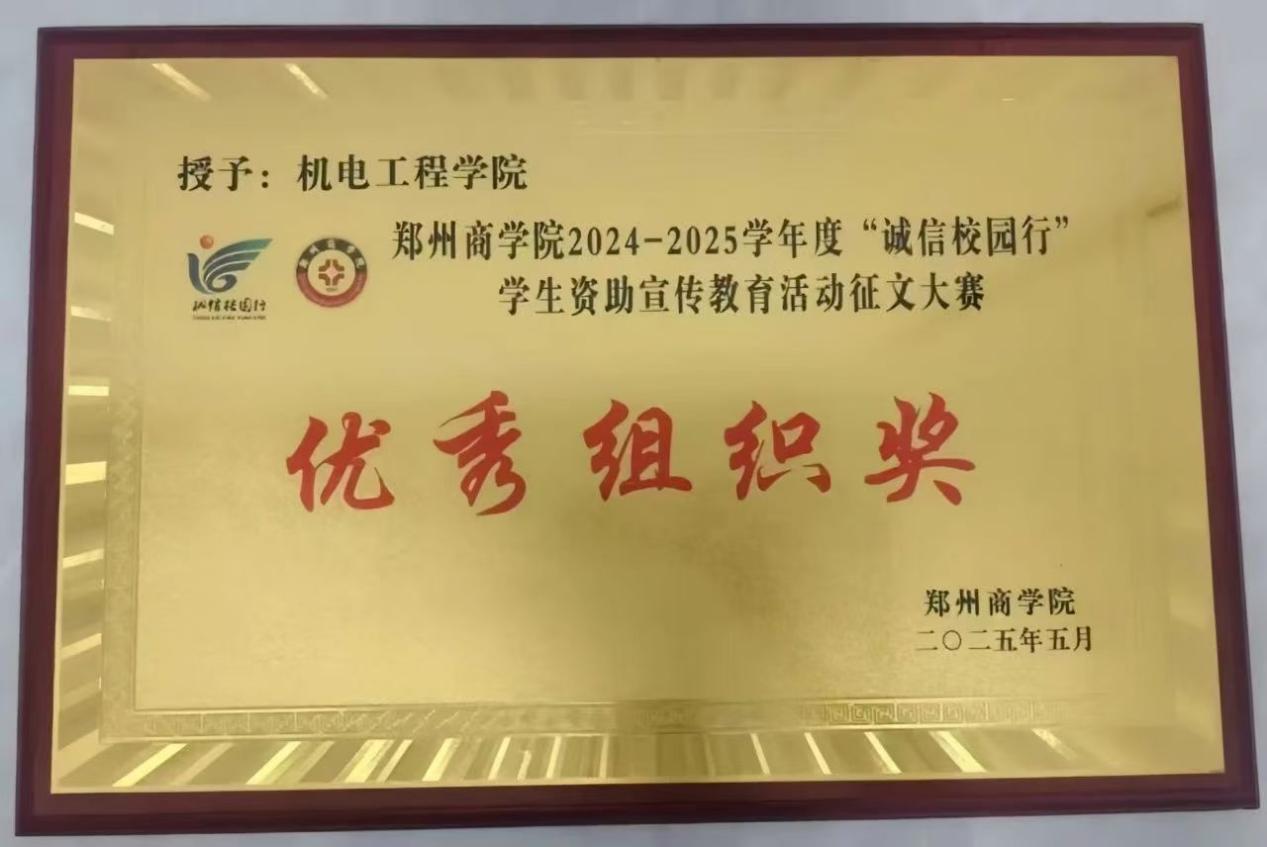 授予：机电工程学院
郑州商学院2024-2025学年度“诚信校园行”
学生资助宣传教育活动征文大赛
诚信校园行
优秀组织奖
郑州商学院
二〇二五年五月